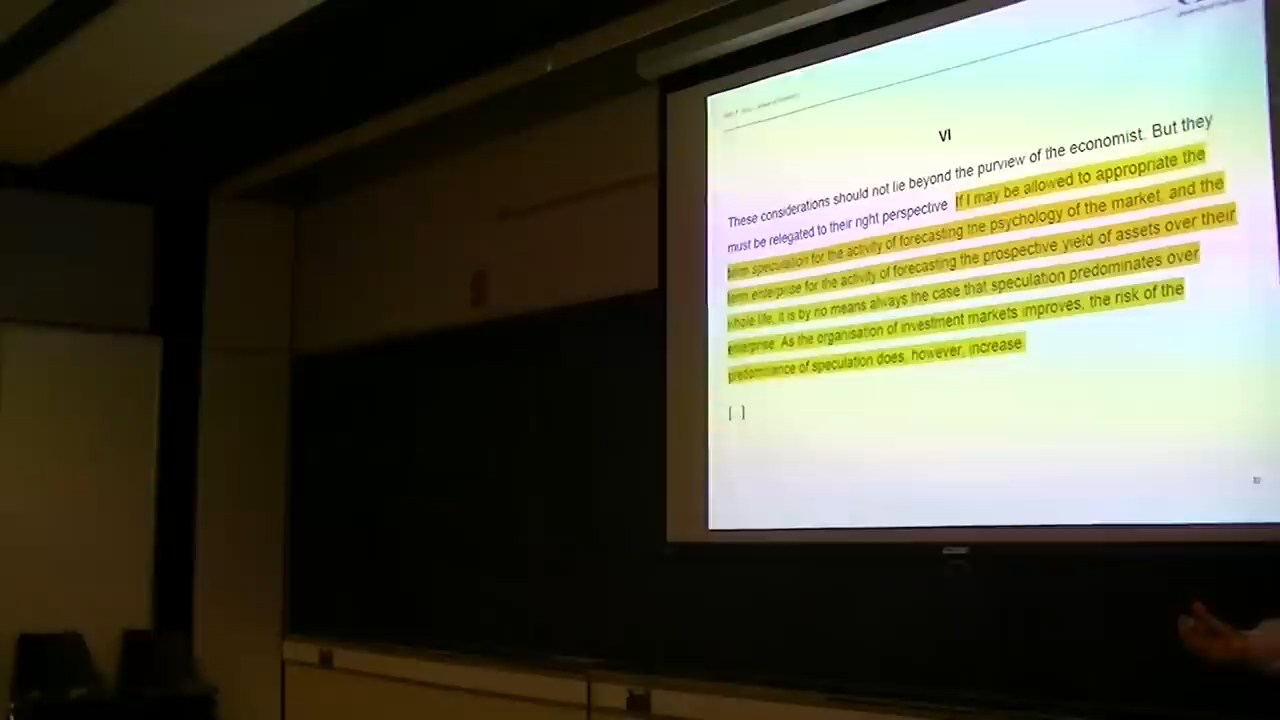 VI
These considerations should not lie beyond the purview of the economist. But they
must be relegated to their right perspective. If I may be allowed to appropriate the
term speculation for the activity of forecasting the psychology of the market, and the
term enterprise for the activity of forecasting the prospective yield of assets over their
whole life, it is by no means always the case that speculation predominates over
enterprise. As the organisation of investment markets improves, the risk of the
predominance of speculation does, however, increase.
[...]